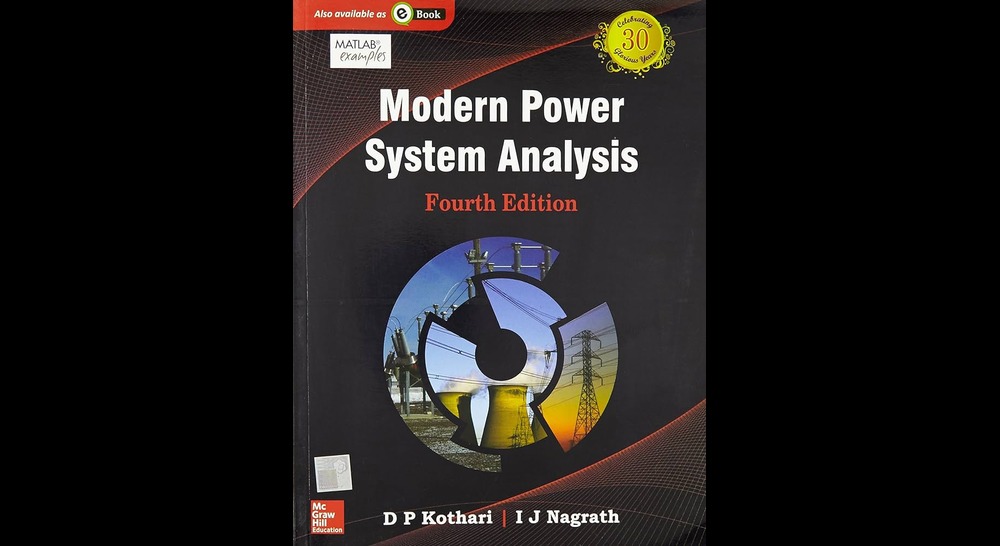 Also available as e Book
MATLAB®
examples
Celebrating
30
Glorious Years
Modern Power
System Analysis
Fourth Edition
Mc
Graw
Hill
Education
D P Kothari | I J Nagrath